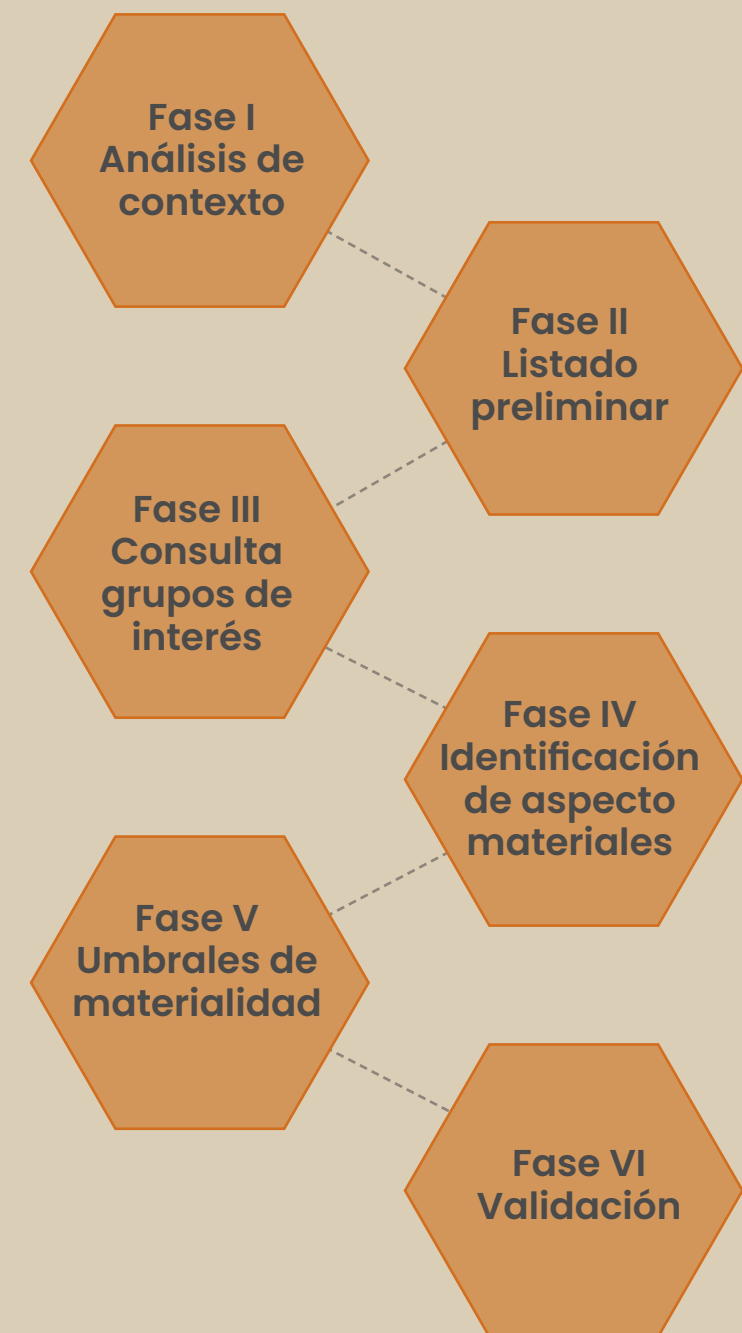 Fase I
Análisis de
contexto
Fase II
Listado
preliminar
Fase III
Consulta
grupos de
interés
Fase IV
Identificación
de aspecto
materiales
Fase V
Umbrales de
materialidad
Fase VI
Validación